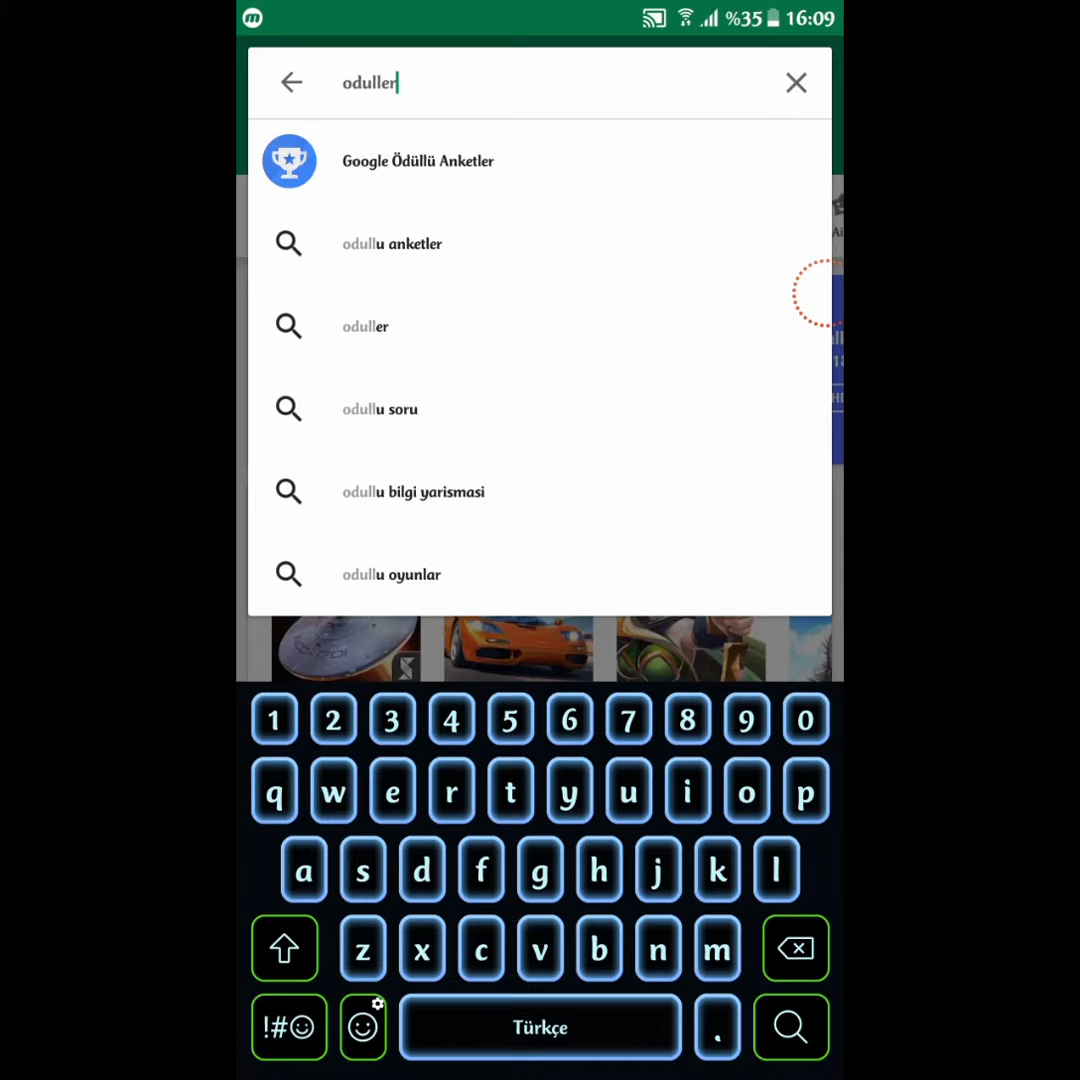 %35 16:09
oduller
Google Ödüllü Anketler
odullu anketler
oduller
odullu soru
odullu bilgi yarismasi
odullu oyunlar
1 2 3 4 5 6 7 8 9 0
q w e r t y u i o p
a s d f g h j k l
z x c v b n m
!#☺ Türkçe .